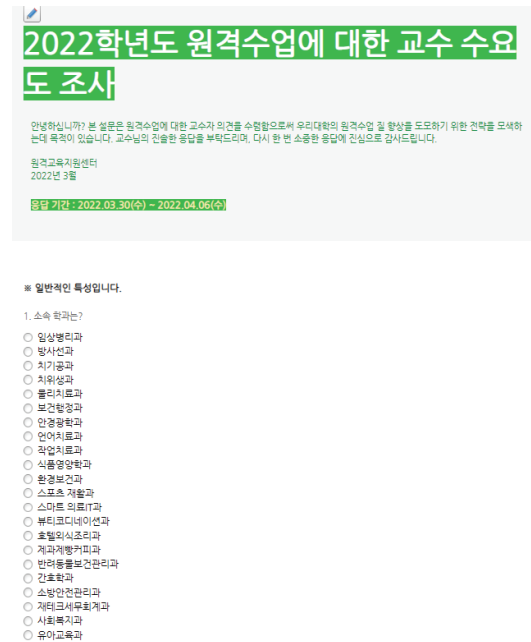 2022학년도 원격수업에 대한 교수 수요
도 조사
안녕하십니까? 본 설문은 원격수업에 대한 교수자 의견을 수렴함으로써 우리대학의 원격수업 질 향상을 도모하기 위한 전략을 모색하
는데 목적이 있습니다. 교수님의 진솔한 응답을 부탁드리며, 다시 한 번 소중한 응답에 진심으로 감사드립니다.
원격교육지원센터
2022년 3월
응답 기간 : 2022.03.30(수) ~ 2022.04.06(수)
※ 일반적인 특성입니다.
1. 소속 학과는?
임상병리과
방사선과
치기공과
치위생과
물리치료과
보건행정과
안경광학과
언어치료과
작업치료과
식품영양학과
환경보건과
스포츠 재활과
스마트 의료IT과
뷰티코디네이션과
호텔외식조리과
제과제빵커피과
반려동물보건관리과
간호학과
소방안전관리과
재테크세무회계과
사회복지과
유아교육과